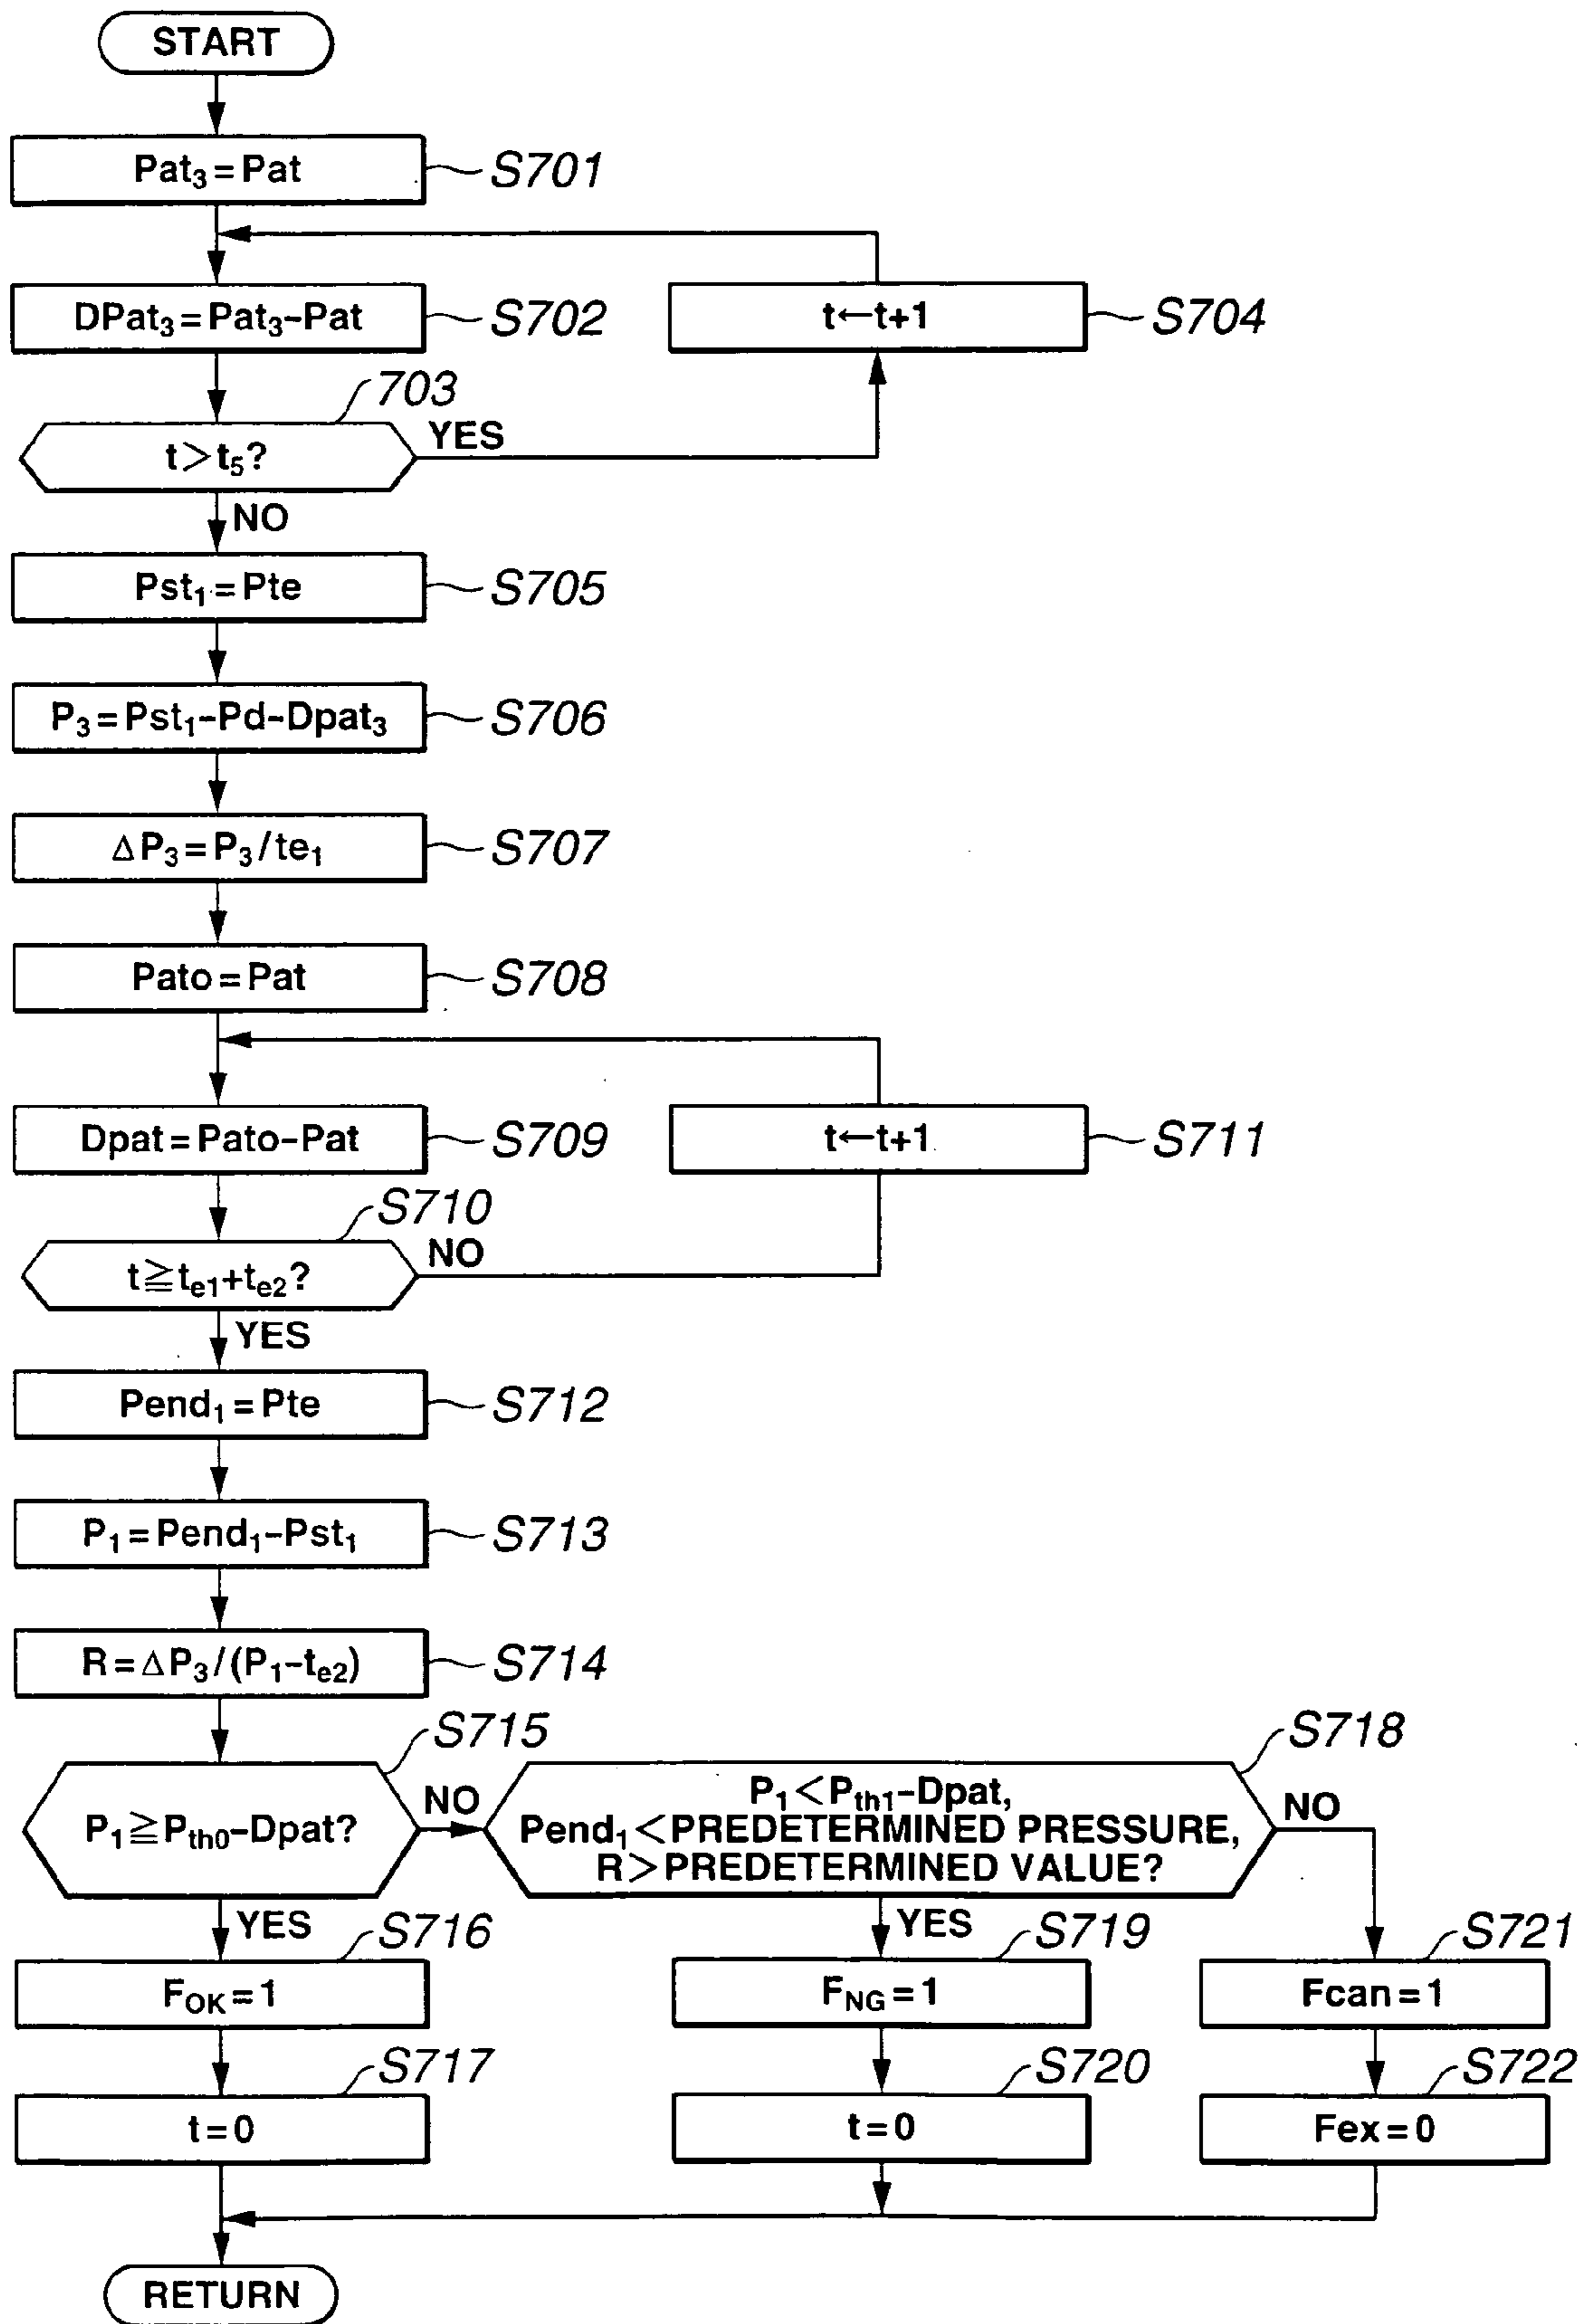 START
Pat₃=Pat
S701
DPat₃=Pat₃-Pat
S702
t←t+1
S704
703
t>t₅?
YES
NO
Pst₁=Pte
S705
P₃=Pst₁-Pd-Dpat₃
S706
ΔP₃=P₃/te₁
S707
Pato=Pat
S708
Dpat=Pato-Pat
S709
t←t+1
S711
S710
t≧tₑ₁+tₑ₂?
NO
YES
Pend₁=Pte
S712
P₁=Pend₁-Pst₁
S713
R=ΔP₃/(P₁-tₑ₂)
S714
S715
P₁≧Pth0-Dpat?
NO
YES
S718
P₁<Pth1-Dpat,
Pend₁<PREDETERMINED PRESSURE,
R>PREDETERMINED VALUE?
NO
YES
S716
FOK=1
S719
FNG=1
S721
Fcan=1
S717
t=0
S720
t=0
S722
Fex=0
RETURN